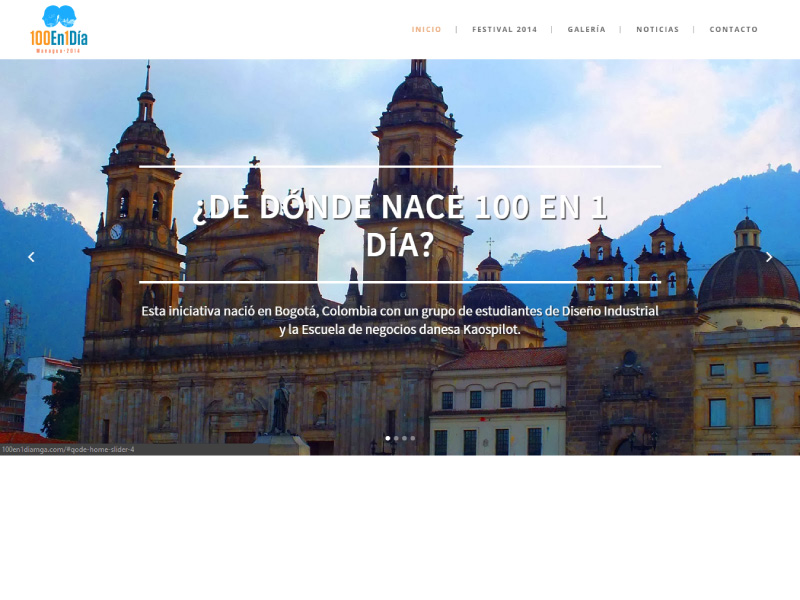 100En1Día
Managua·2014
INICIO | FESTIVAL 2014 | GALERÍA | NOTICIAS | CONTACTO
¿DE DÓNDE NACE 100 EN 1
DÍA?
Esta iniciativa nació en Bogotá, Colombia con un grupo de estudiantes de Diseño Industrial
y la Escuela de negocios danesa Kaospilot.
100en1diamga.com/#qode-home-slider-4